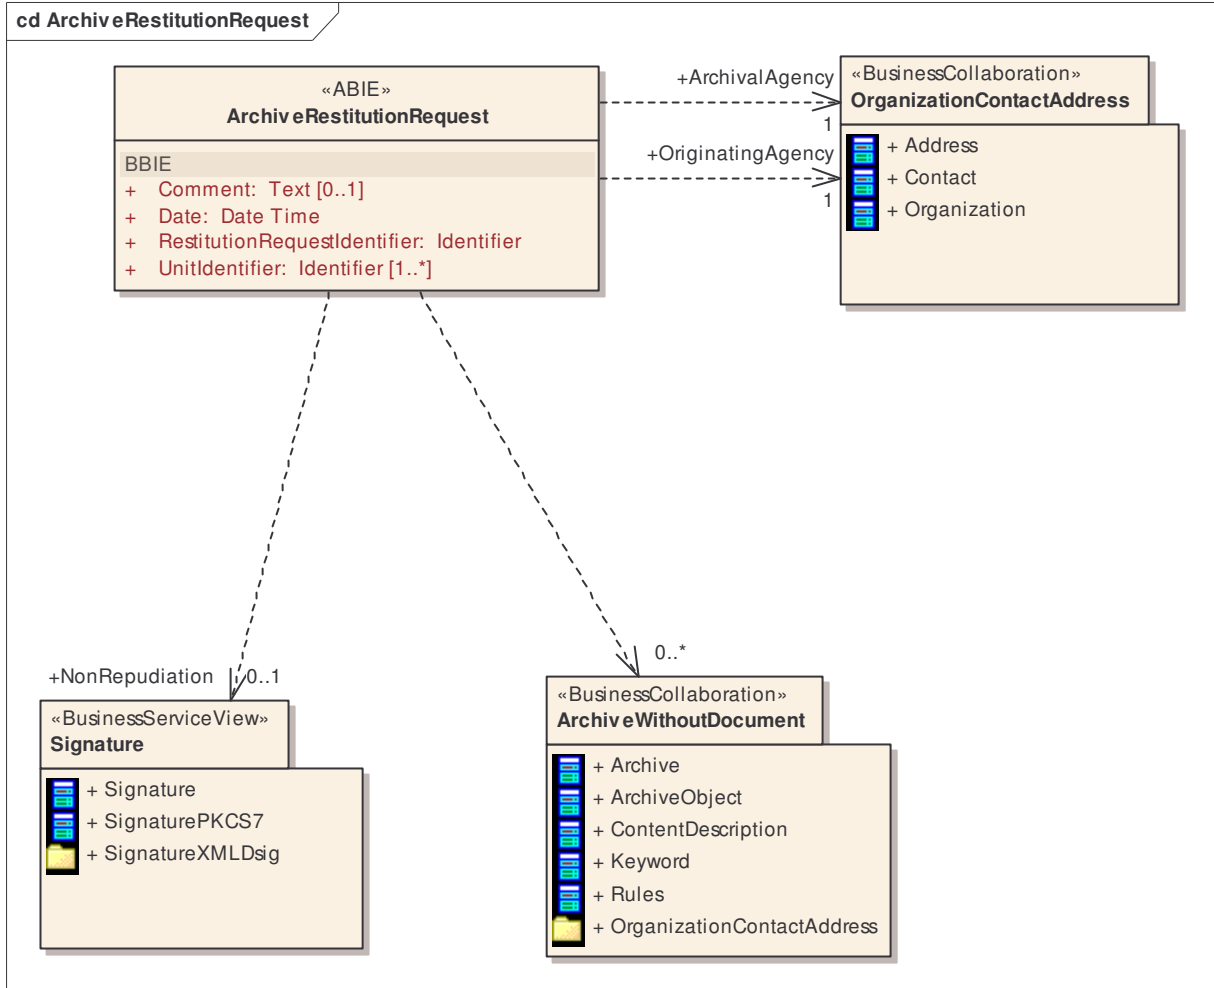 cd ArchiveRestitutionRequest
«ABIE»
ArchiveRestitutionRequest
BBIE
+ Comment: Text [0..1]
+ Date: Date Time
+ RestitutionRequestIdentifier: Identifier
+ UnitIdentifier: Identifier [1..*]
+ArchivalAgency
1
+OriginatingAgency
1
«BusinessCollaboration»
OrganizationContactAddress
+ Address
+ Contact
+ Organization
+NonRepudiation
0..1
«BusinessServiceView»
Signature
+ Signature
+ SignaturePKCS7
+ SignatureXMLDsig
0..*
«BusinessCollaboration»
ArchiveWithoutDocument
+ Archive
+ ArchiveObject
+ ContentDescription
+ Keyword
+ Rules
+ OrganizationContactAddress